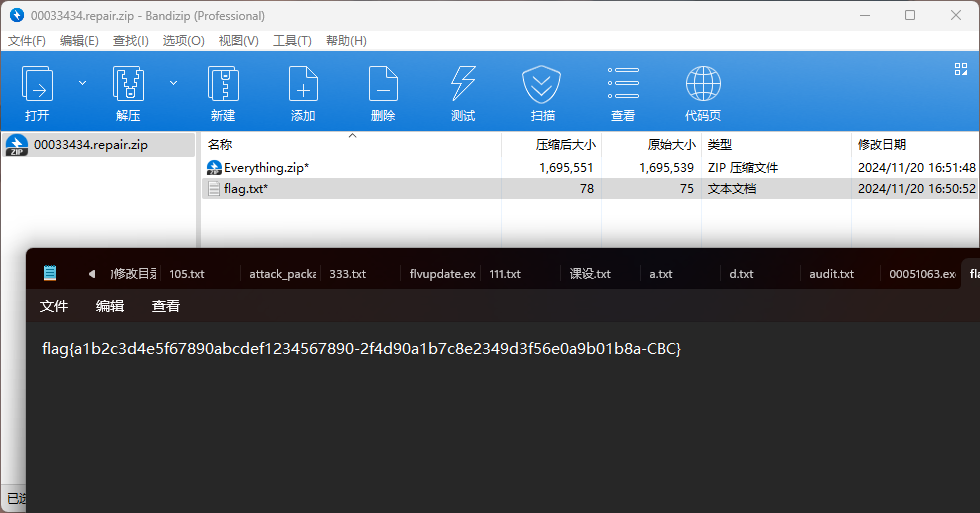 00033434.repair.zip - Bandizip (Professional)
文件(F) 编辑(E) 查找(I) 选项(O) 视图(V) 工具(T) 帮助(H)
打开 解压 新建 添加 删除 测试 扫描 查看 代码页
00033434.repair.zip
名称 压缩后大小 原始大小 类型 修改日期
Everything.zip* 1,695,551 1,695,539 ZIP 压缩文件 2024/11/20 16:51:48
flag.txt* 78 75 文本文档 2024/11/20 16:50:52
修改目录 105.txt attack_packa 333.txt flvupdate.ex 111.txt 课设.txt a.txt d.txt audit.txt 00051063.exe fla
文件 编辑 查看
flag{a1b2c3d4e5f67890abcdef1234567890-2f4d90a1b7c8e2349d3f56e0a9b01b8a-CBC}
已